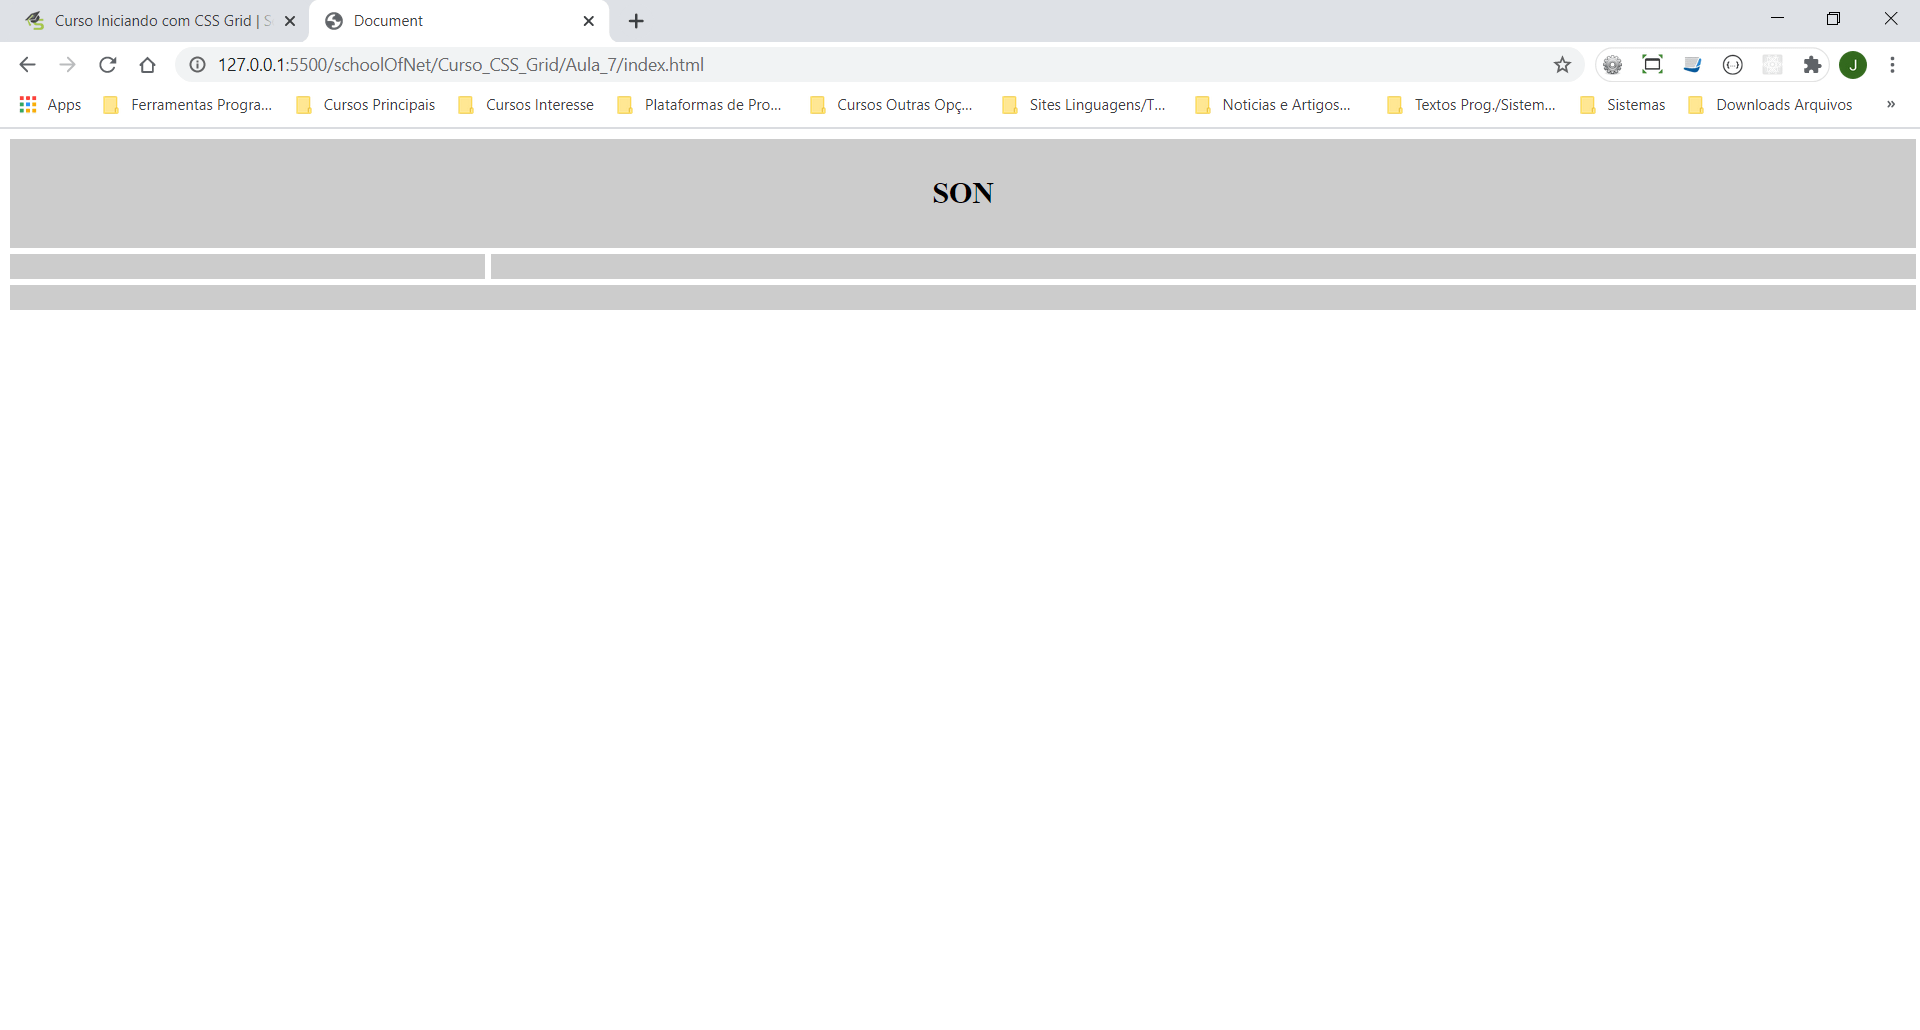 Curso Iniciando com CSS Grid | S
Document
127.0.0.1:5500/schoolOfNet/Curso_CSS_Grid/Aula_7/index.html
J
Apps
Ferramentas Progra...
Cursos Principais
Cursos Interesse
Plataformas de Pro...
Cursos Outras Opç...
Sites Linguagens/T...
Noticias e Artigos...
Textos Prog./Sistem...
Sistemas
Downloads Arquivos
»
SON